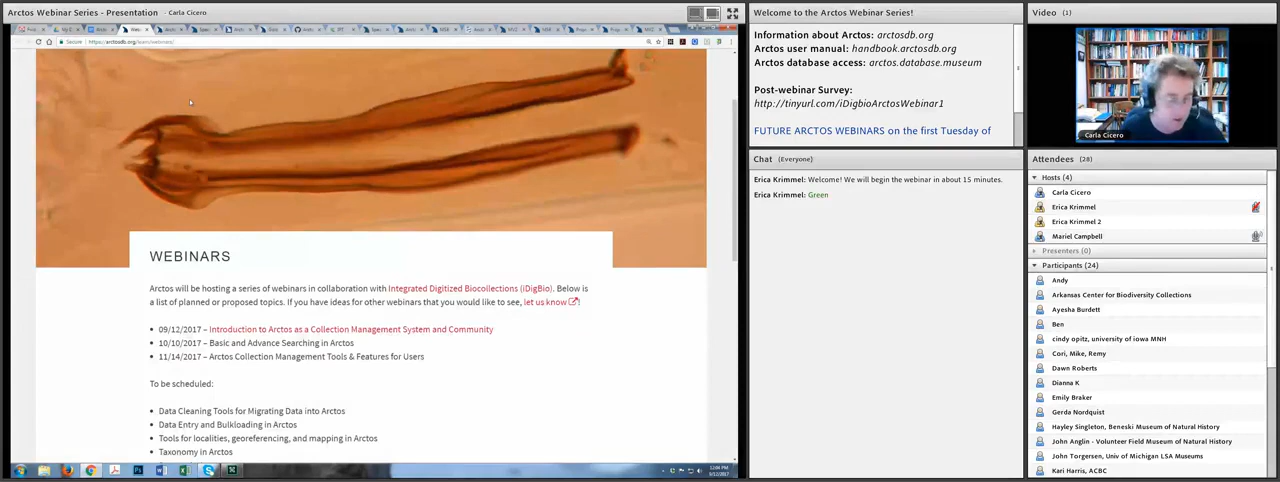 Arctos Webinar Series - Presentation - Carla Cicero
Secure
https://arctosdb.org/learn/webinars/
WEBINARS
Arctos will be hosting a series of webinars in collaboration with Integrated Digitized Biocollections (iDigBio). Below is
a list of planned or proposed topics. If you have ideas for other webinars that you would like to see, let us know!
• 09/12/2017 – Introduction to Arctos as a Collection Management System and Community
• 10/10/2017 – Basic and Advance Searching in Arctos
• 11/14/2017 – Arctos Collection Management Tools & Features for Users
To be scheduled:
• Data Cleaning Tools for Migrating Data into Arctos
• Data Entry and Bulkloading in Arctos
• Tools for localities, georeferencing, and mapping in Arctos
• Taxonomy in Arctos
12:04 PM
9/12/2017
Welcome to the Arctos Webinar Series!
Information about Arctos: arctosdb.org
Arctos user manual: handbook.arctosdb.org
Arctos database access: arctos.database.museum
Post-webinar Survey:
http://tinyurl.com/iDigbioArctosWebinar1
FUTURE ARCTOS WEBINARS on the first Tuesday of
Chat (Everyone)
Erica Krimmel: Welcome! We will begin the webinar in about 15 minutes.
Erica Krimmel: Green
Video (1)
Carla Cicero
Attendees (28)
Hosts (4)
Carla Cicero
Erica Krimmel
Erica Krimmel 2
Mariel Campbell
Presenters (0)
Participants (24)
Andy
Arkansas Center for Biodiversity Collections
Ayesha Burdett
Ben
cindy opitz, university of iowa MNH
Cori, Mike, Remy
Dawn Roberts
Dianna K
Emily Braker
Gerda Nordquist
Hayley Singleton, Beneski Museum of Natural History
John Anglin - Volunteer Field Museum of Natural History
John Torgersen, Univ of Michigan LSA Museums
Kari Harris, ACBC